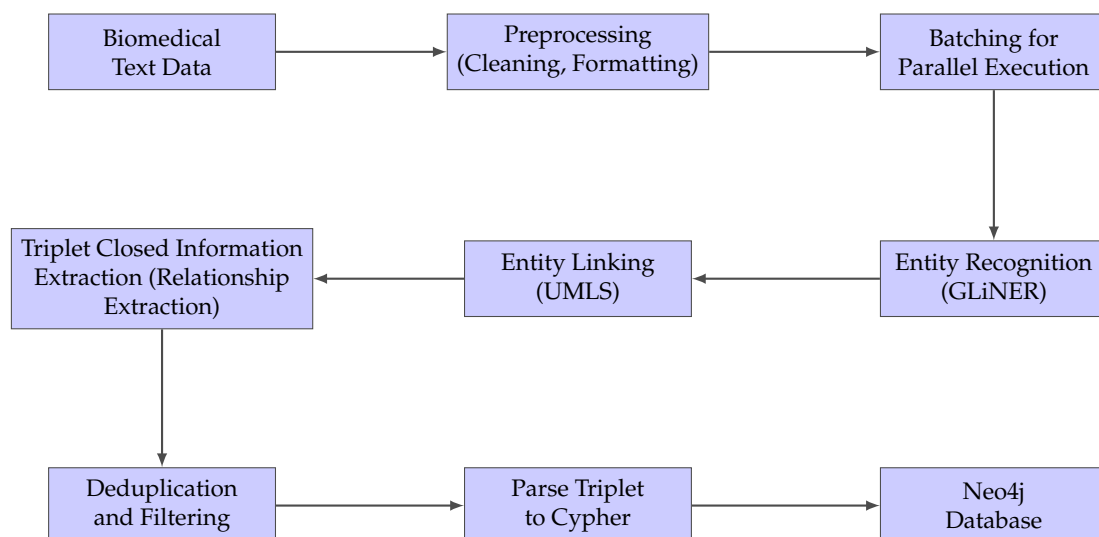 Biomedical
Text Data
Preprocessing
(Cleaning, Formatting)
Batching for
Parallel Execution
Triplet Closed Information
Extraction (Relationship
Extraction)
Entity Linking
(UMLS)
Entity Recognition
(GLiNER)
Deduplication
and Filtering
Parse Triplet
to Cypher
Neo4j
Database